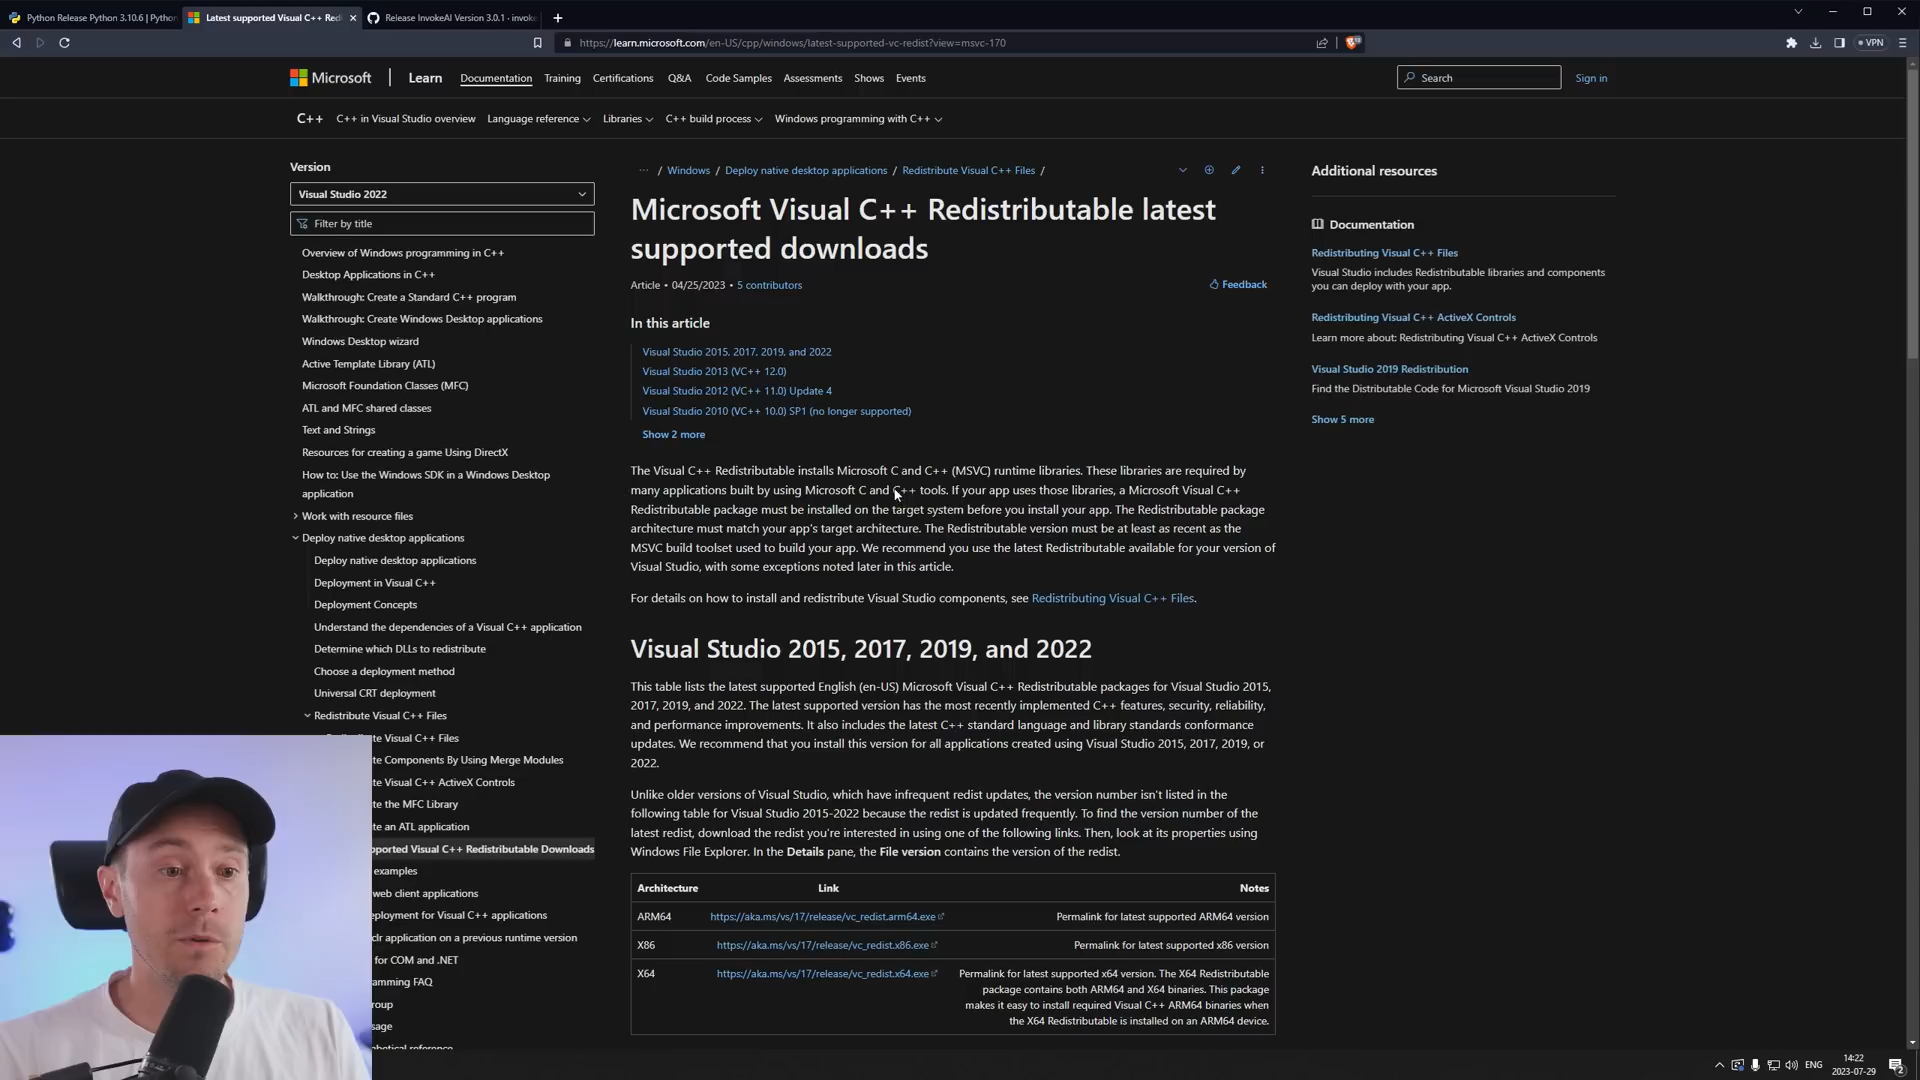 Python Release Python 3.10.6 | Python
Latest supported Visual C++ Redi
Release InvokeAI Version 3.0.1 · invoke
https://learn.microsoft.com/en-US/cpp/windows/latest-supported-vc-redist?view=msvc-170
VPN
Microsoft
Learn
Documentation
Training
Certifications
Q&A
Code Samples
Assessments
Shows
Events
Search
Sign in
C++
C++ in Visual Studio overview
Language reference
Libraries
C++ build process
Windows programming with C++
Version
Visual Studio 2022
Filter by title
Overview of Windows programming in C++
Desktop Applications in C++
Walkthrough: Create a Standard C++ program
Walkthrough: Create Windows Desktop applications
Windows Desktop wizard
Active Template Library (ATL)
Microsoft Foundation Classes (MFC)
ATL and MFC shared classes
Text and Strings
Resources for creating a game Using DirectX
How to: Use the Windows SDK in a Windows Desktop
application
Work with resource files
Deploy native desktop applications
Deploy native desktop applications
Deployment in Visual C++
Deployment Concepts
Understand the dependencies of a Visual C++ application
Determine which DLLs to redistribute
Choose a deployment method
Universal CRT deployment
Redistribute Visual C++ Files
te Visual C++ Files
te Components By Using Merge Modules
te Visual C++ ActiveX Controls
te the MFC Library
te an ATL application
pported Visual C++ Redistributable Downloads
examples
web client applications
eployment for Visual C++ applications
clr application on a previous runtime version
for COM and .NET
ramming FAQ
roup
sage
... / Windows / Deploy native desktop applications / Redistribute Visual C++ Files /
Microsoft Visual C++ Redistributable latest
supported downloads
Article • 04/25/2023 • 5 contributors
Feedback
In this article
Visual Studio 2015, 2017, 2019, and 2022
Visual Studio 2013 (VC++ 12.0)
Visual Studio 2012 (VC++ 11.0) Update 4
Visual Studio 2010 (VC++ 10.0) SP1 (no longer supported)
Show 2 more
The Visual C++ Redistributable installs Microsoft C and C++ (MSVC) runtime libraries. These libraries are required by
many applications built by using Microsoft C and C++ tools. If your app uses those libraries, a Microsoft Visual C++
Redistributable package must be installed on the target system before you install your app. The Redistributable package
architecture must match your app's target architecture. The Redistributable version must be at least as recent as the
MSVC build toolset used to build your app. We recommend you use the latest Redistributable available for your version of
Visual Studio, with some exceptions noted later in this article.
For details on how to install and redistribute Visual Studio components, see Redistributing Visual C++ Files.
Visual Studio 2015, 2017, 2019, and 2022
This table lists the latest supported English (en-US) Microsoft Visual C++ Redistributable packages for Visual Studio 2015,
2017, 2019, and 2022. The latest supported version has the most recently implemented C++ features, security, reliability,
and performance improvements. It also includes the latest C++ standard language and library standards conformance
updates. We recommend that you install this version for all applications created using Visual Studio 2015, 2017, 2019, or
2022.
Unlike older versions of Visual Studio, which have infrequent redist updates, the version number isn't listed in the
following table for Visual Studio 2015-2022 because the redist is updated frequently. To find the version number of the
latest redist, download the redist you're interested in using one of the following links. Then, look at its properties using
Windows File Explorer. In the Details pane, the File version contains the version of the redist.
Architecture Link Notes
ARM64 https://aka.ms/vs/17/release/vc_redist.arm64.exe Permalink for latest supported ARM64 version
X86 https://aka.ms/vs/17/release/vc_redist.x86.exe Permalink for latest supported x86 version
X64 https://aka.ms/vs/17/release/vc_redist.x64.exe Permalink for latest supported x64 version. The X64 Redistributable
package contains both ARM64 and X64 binaries. This package
makes it easy to install required Visual C++ ARM64 binaries when
the X64 Redistributable is installed on an ARM64 device.
Additional resources
Documentation
Redistributing Visual C++ Files
Visual Studio includes Redistributable libraries and components
you can deploy with your app.
Redistributing Visual C++ ActiveX Controls
Learn more about: Redistributing Visual C++ ActiveX Controls
Visual Studio 2019 Redistribution
Find the Distributable Code for Microsoft Visual Studio 2019
Show 5 more
ENG
14:22
2023-07-29
2